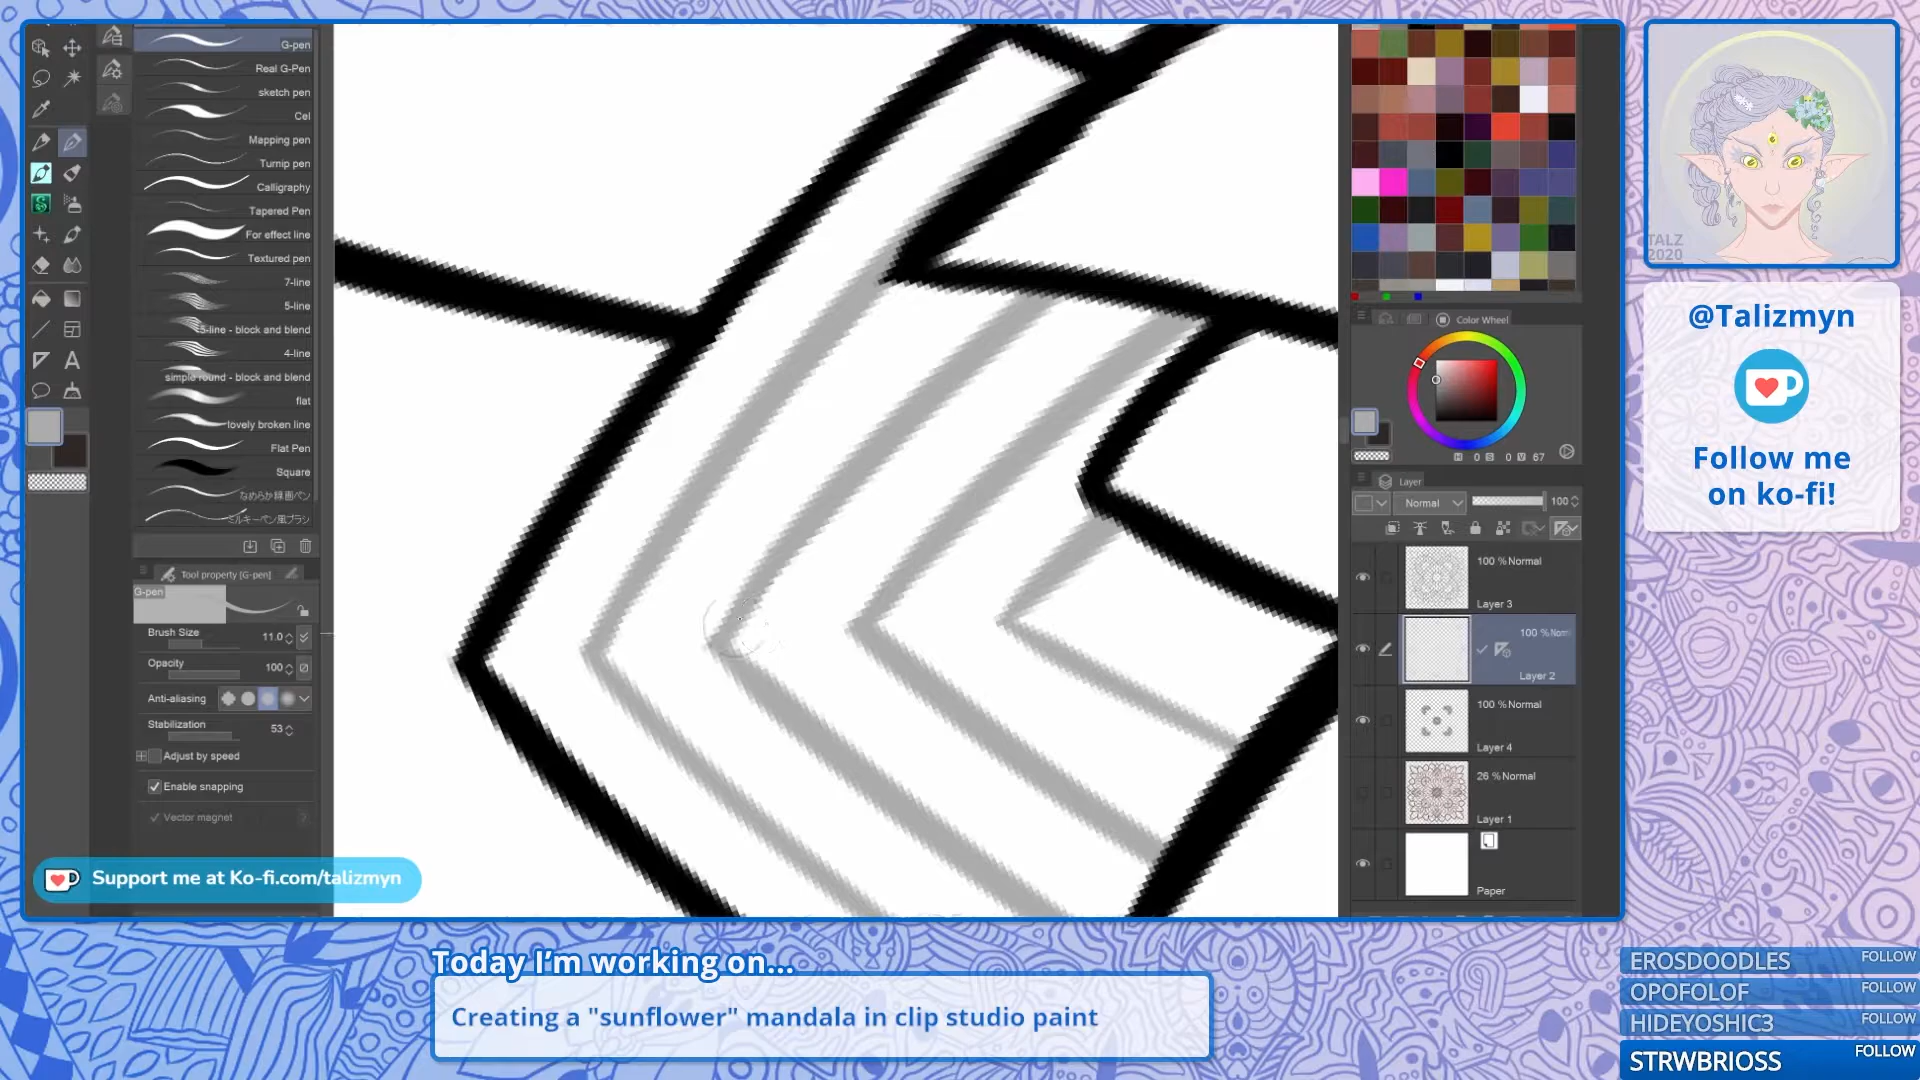 G-pen
Real G-Pen
sketch pen
Cel
Mapping pen
Turnip pen
Calligraphy
Tapered Pen
For effect line
Textured pen
7-line
5-line
5-line - block and blend
4-line
simple round - block and blend
flat
lovely broken line
Flat Pen
Square
なめらか線画ペン
ミルキーペン風ブラシ
Tool property [G-pen]
G-pen
Brush Size 11.0
Opacity 100
Anti-aliasing
Stabilization 53
Adjust by speed
Enable snapping
Vector magnet
Support me at Ko-fi.com/talizmyn
Color Wheel
H 0 S 0 V 67
Layer
Normal 100
100 % Normal
Layer 3
100 % Norm
Layer 2
100 % Normal
Layer 4
26 % Normal
Layer 1
Paper
TALZ
2020
@Talizmyn
Follow me
on ko-fi!
Today I'm working on...
Creating a "sunflower" mandala in clip studio paint
EROSDOODLES FOLLOW
OPOFOLOF FOLLOW
HIDEYOSHIC3 FOLLOW
STRWBRIOSS FOLLOW